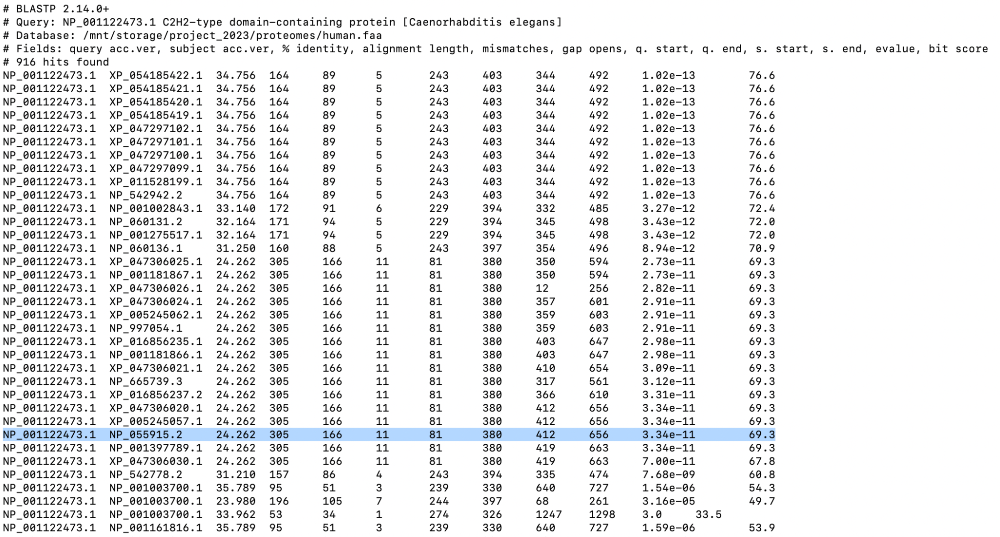 # BLASTP 2.14.0+
# Query: NP_001122473.1 C2H2-type domain-containing protein [Caenorhabditis elegans]
# Database: /mnt/storage/project_2023/proteomes/human.faa
# Fields: query acc.ver, subject acc.ver, % identity, alignment length, mismatches, gap opens, q. start, q. end, s. start, s. end, evalue, bit score
# 916 hits found
NP_001122473.1 XP_054185422.1 34.756 164 89 5 243 403 344 492 1.02e-13 76.6
NP_001122473.1 XP_054185421.1 34.756 164 89 5 243 403 344 492 1.02e-13 76.6
NP_001122473.1 XP_054185420.1 34.756 164 89 5 243 403 344 492 1.02e-13 76.6
NP_001122473.1 XP_054185419.1 34.756 164 89 5 243 403 344 492 1.02e-13 76.6
NP_001122473.1 XP_047297102.1 34.756 164 89 5 243 403 344 492 1.02e-13 76.6
NP_001122473.1 XP_047297101.1 34.756 164 89 5 243 403 344 492 1.02e-13 76.6
NP_001122473.1 XP_047297100.1 34.756 164 89 5 243 403 344 492 1.02e-13 76.6
NP_001122473.1 XP_047297099.1 34.756 164 89 5 243 403 344 492 1.02e-13 76.6
NP_001122473.1 XP_011528199.1 34.756 164 89 5 243 403 344 492 1.02e-13 76.6
NP_001122473.1 NP_542942.2 34.756 164 89 5 243 403 344 492 1.02e-13 76.6
NP_001122473.1 NP_001002843.1 33.140 172 91 6 229 394 332 485 3.27e-12 72.4
NP_001122473.1 NP_060131.2 32.164 171 94 5 229 394 345 498 3.43e-12 72.0
NP_001122473.1 NP_001275517.1 32.164 171 94 5 229 394 345 498 3.43e-12 72.0
NP_001122473.1 NP_060136.1 31.250 160 88 5 243 397 354 496 8.94e-12 70.9
NP_001122473.1 XP_047306025.1 24.262 305 166 11 81 380 350 594 2.73e-11 69.3
NP_001122473.1 NP_001181867.1 24.262 305 166 11 81 380 350 594 2.73e-11 69.3
NP_001122473.1 XP_047306026.1 24.262 305 166 11 81 380 12 256 2.82e-11 69.3
NP_001122473.1 XP_047306024.1 24.262 305 166 11 81 380 357 601 2.91e-11 69.3
NP_001122473.1 XP_005245062.1 24.262 305 166 11 81 380 359 603 2.91e-11 69.3
NP_001122473.1 NP_997054.1 24.262 305 166 11 81 380 359 603 2.91e-11 69.3
NP_001122473.1 XP_016856235.1 24.262 305 166 11 81 380 403 647 2.98e-11 69.3
NP_001122473.1 NP_001181866.1 24.262 305 166 11 81 380 403 647 2.98e-11 69.3
NP_001122473.1 XP_047306021.1 24.262 305 166 11 81 380 410 654 3.09e-11 69.3
NP_001122473.1 NP_665739.3 24.262 305 166 11 81 380 317 561 3.12e-11 69.3
NP_001122473.1 XP_016856237.2 24.262 305 166 11 81 380 366 610 3.31e-11 69.3
NP_001122473.1 XP_047306020.1 24.262 305 166 11 81 380 412 656 3.34e-11 69.3
NP_001122473.1 XP_005245057.1 24.262 305 166 11 81 380 412 656 3.34e-11 69.3
NP_001122473.1 NP_055915.2 24.262 305 166 11 81 380 412 656 3.34e-11 69.3
NP_001122473.1 NP_001397789.1 24.262 305 166 11 81 380 419 663 3.34e-11 69.3
NP_001122473.1 XP_047306030.1 24.262 305 166 11 81 380 419 663 7.00e-11 67.8
NP_001122473.1 NP_542778.2 31.210 157 86 4 243 394 335 474 7.68e-09 60.8
NP_001122473.1 NP_001003700.1 35.789 95 51 3 239 330 640 727 1.54e-06 54.3
NP_001122473.1 NP_001003700.1 23.980 196 105 7 244 397 68 261 3.16e-05 49.7
NP_001122473.1 NP_001003700.1 33.962 53 34 1 274 326 1247 1298 3.0 33.5
NP_001122473.1 NP_001161816.1 35.789 95 51 3 239 330 640 727 1.59e-06 53.9